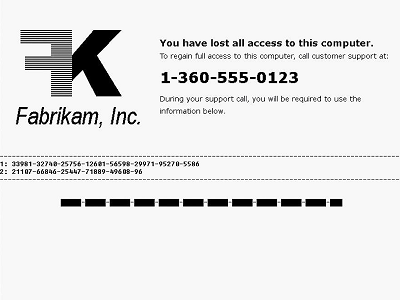 FK
Fabrikam, Inc.
You have lost all access to this computer.
To regain full access to this computer, call customer support at:
1-360-555-0123
During your support call, you will be required to use the
information below.
1: 33981-32740-25756-12601-56598-29971-95270-5586
2: 21107-66846-25447-71889-49608-96